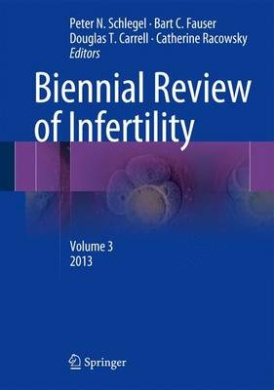 Peter N. Schlegel · Bart C. Fauser
Douglas T. Carrell · Catherine Racowsky
Editors
Biennial Review
of Infertility
Volume 3
2013
Springer